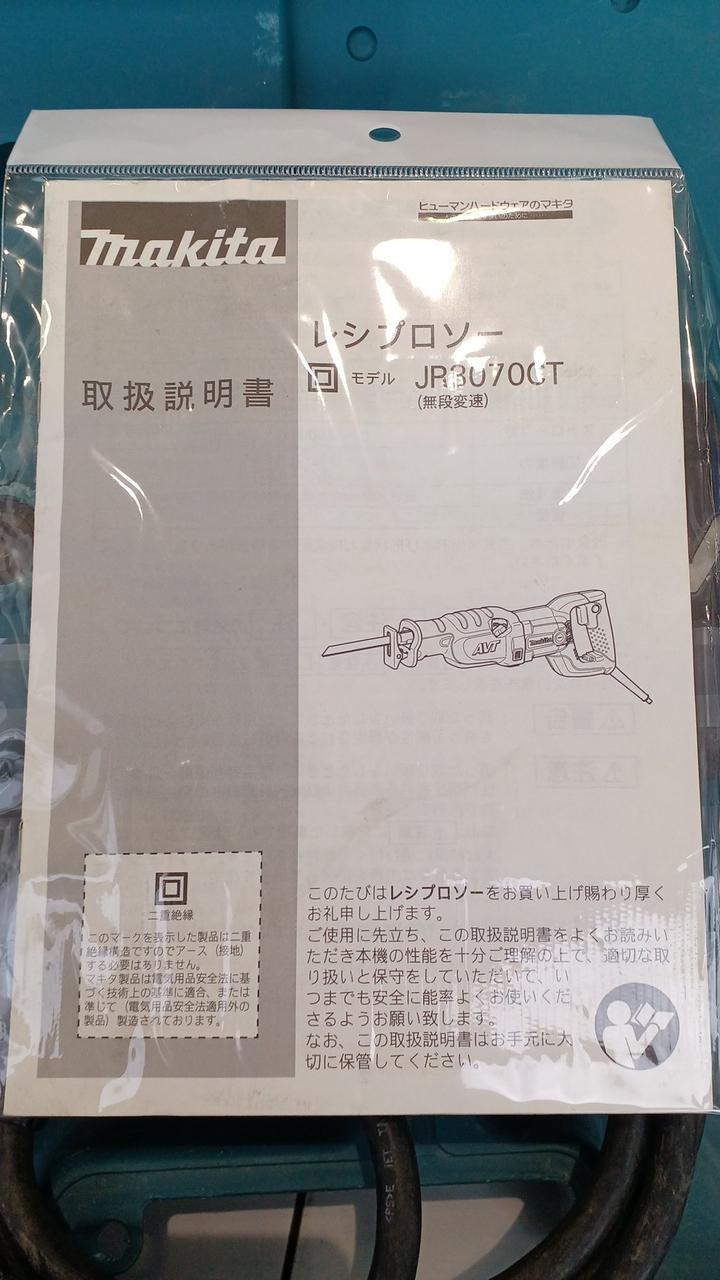 makita
ヒューマンハードウェアのマキタ
レシプロソー
モデル JR3070CT
(無段変速)
取扱説明書
AVT
makita
二重絶縁
このマークを表示した製品は二重
絶縁構造ですのでアース（接地）
する必要はありません。
マキタ製品は電気用品安全法に基
づく技術上の基準に適合、または
準じて（電気用品安全法適用外の
製品）製造されております。
このたびはレシプロソーをお買い上げ賜わり厚く
お礼申し上げます。
ご使用に先立ち、この取扱説明書をよくお読みい
ただき本機の性能を十分ご理解の上で、適切な取
り扱いと保守をしていただいて、い
つまでも安全に能率よくお使いくだ
さるようお願い致します。
なお、この取扱説明書はお手元に大
切に保管してください。
<PS>E JET